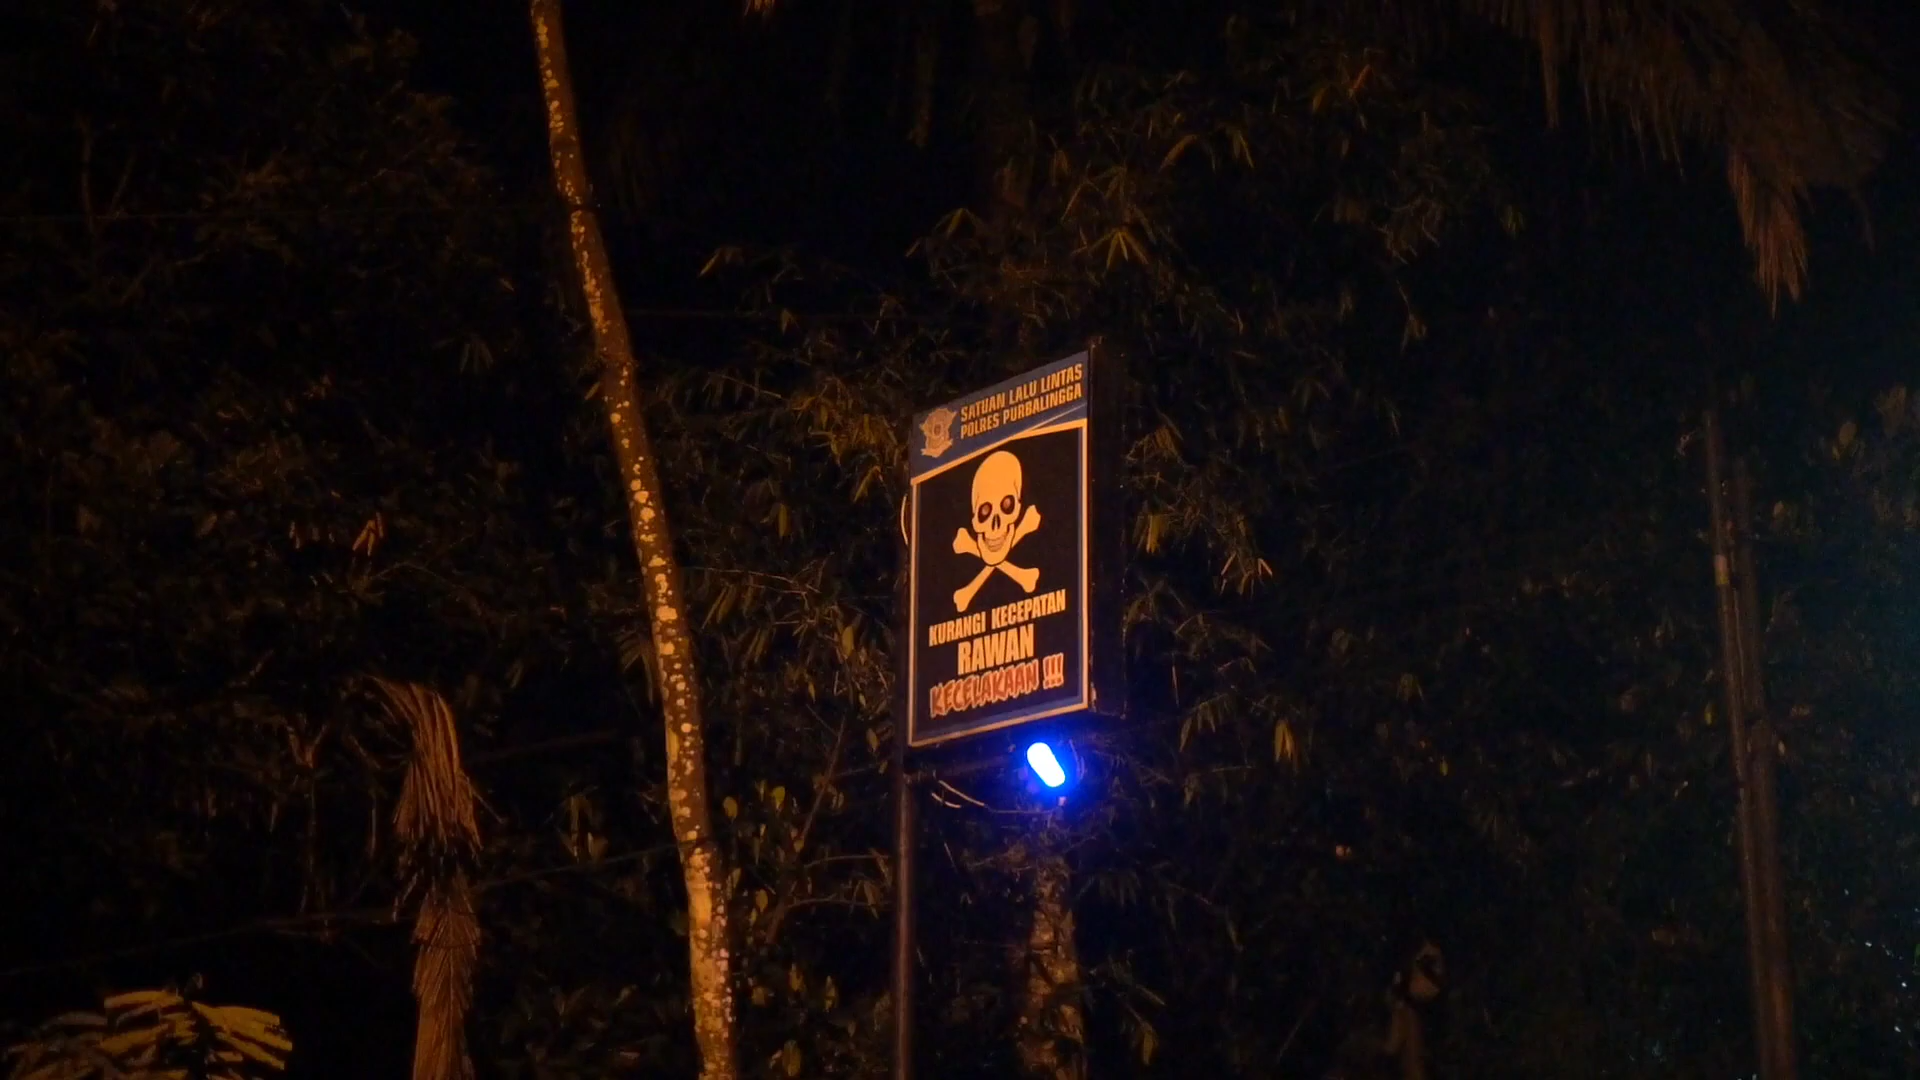 SATUAN LALU LINTAS
POLRES PURBALINGGA
KURANGI KECEPATAN
RAWAN
KECELAKAAN !!!